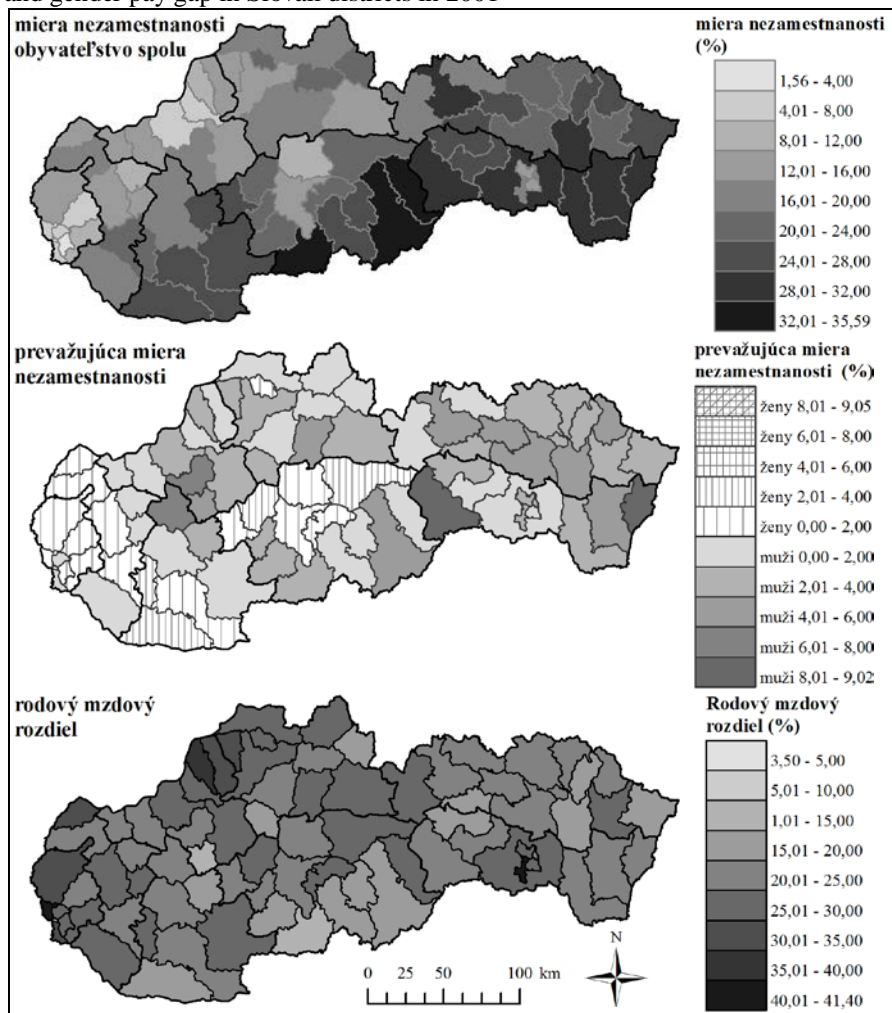 and gender pay gap in Slovak districts in 2001
miera nezamestnanosti
obyvateľstvo spolu
miera nezamestnanosti
(%)
1,56 - 4,00
4,01 - 8,00
8,01 - 12,00
12,01 - 16,00
16,01 - 20,00
20,01 - 24,00
24,01 - 28,00
28,01 - 32,00
32,01 - 35,59
prevažujúca miera
nezamestnanosti
prevažujúca miera
nezamestnanosti (%)
ženy 8,01 - 9,05
ženy 6,01 - 8,00
ženy 4,01 - 6,00
ženy 2,01 - 4,00
ženy 0,00 - 2,00
muži 0,00 - 2,00
muži 2,01 - 4,00
muži 4,01 - 6,00
muži 6,01 - 8,00
muži 8,01 - 9,02
rodový mzdový
rozdiel
Rodový mzdový
rozdiel (%)
3,50 - 5,00
5,01 - 10,00
1,01 - 15,00
15,01 - 20,00
20,01 - 25,00
25,01 - 30,00
30,01 - 35,00
35,01 - 40,00
40,01 - 41,40
N
0 25 50 100 km